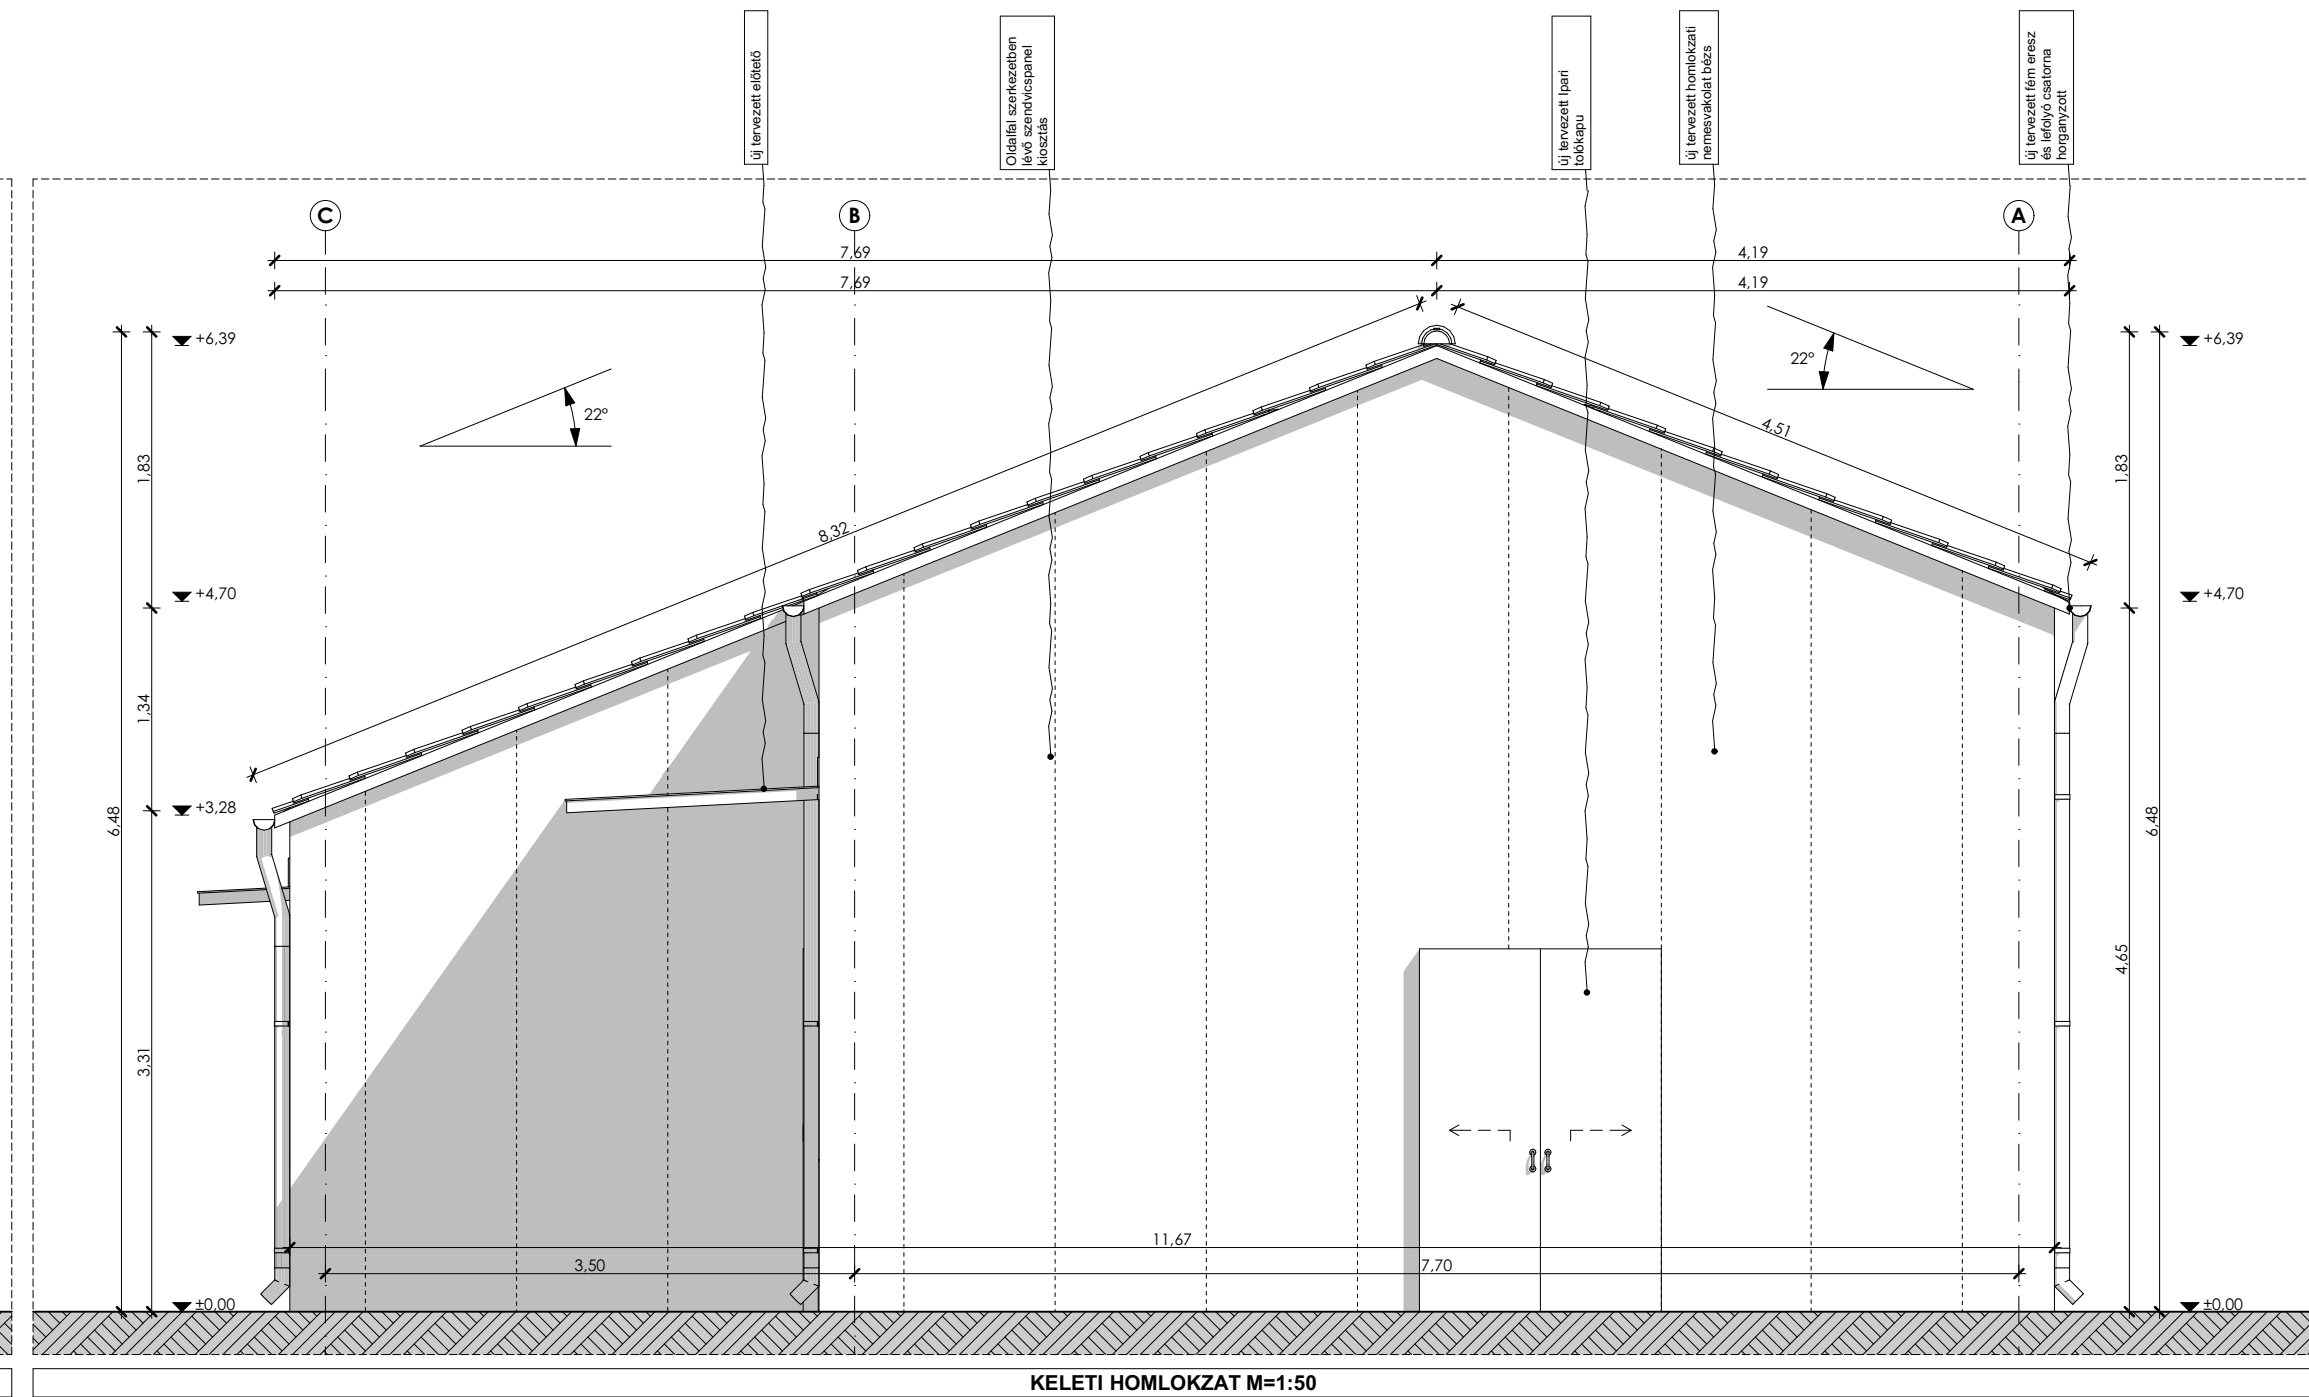 új tervezett előtető
Oldalfal szerkezetben
lévő szendvicspanel
kiosztás
új tervezett Ipari
tolókapu
új tervezett homlokzati
nemesvakolat bézs
új tervezett fém eresz
és lefolyó csatorna
horganyzott
C
B
A
7,69
4,19
7,69
4,19
+6,39
+6,39
22°
22°
4,51
1,83
1,83
8,32
+4,70
+4,70
1,34
+3,28
6,48
6,48
4,65
3,31
11,67
3,50
7,70
±0,00
±0,00
KELETI HOMLOKZAT M=1:50